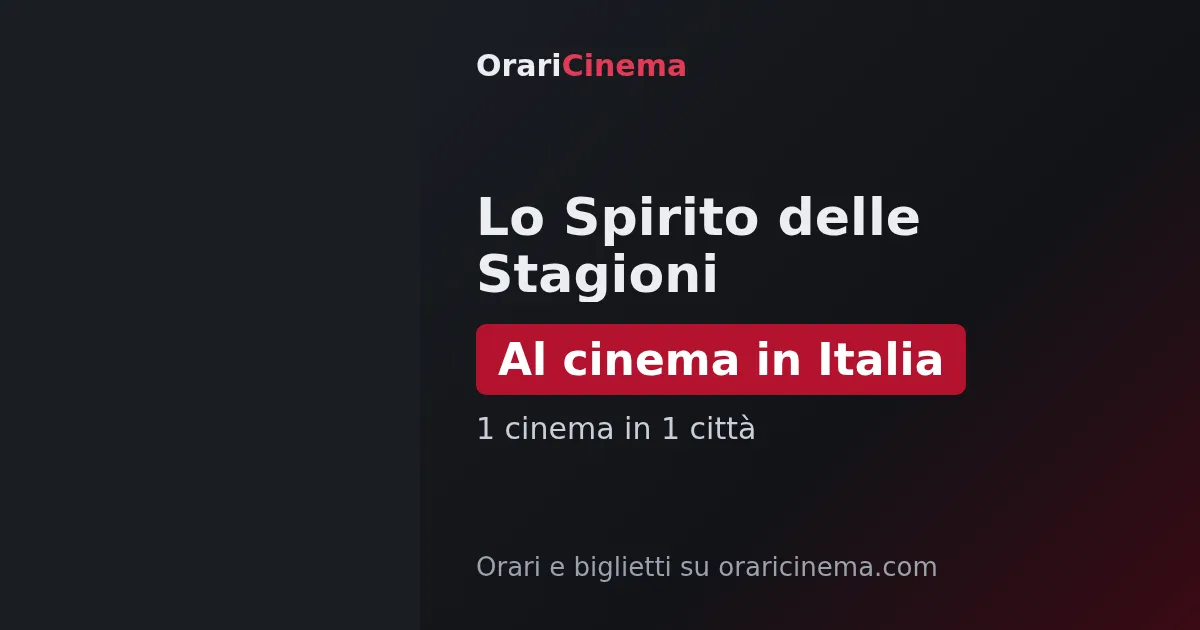 OrariCinema
Lo Spirito delle
Stagioni
Al cinema in Italia
1 cinema in 1 città
Orari e biglietti su oraricinema.com